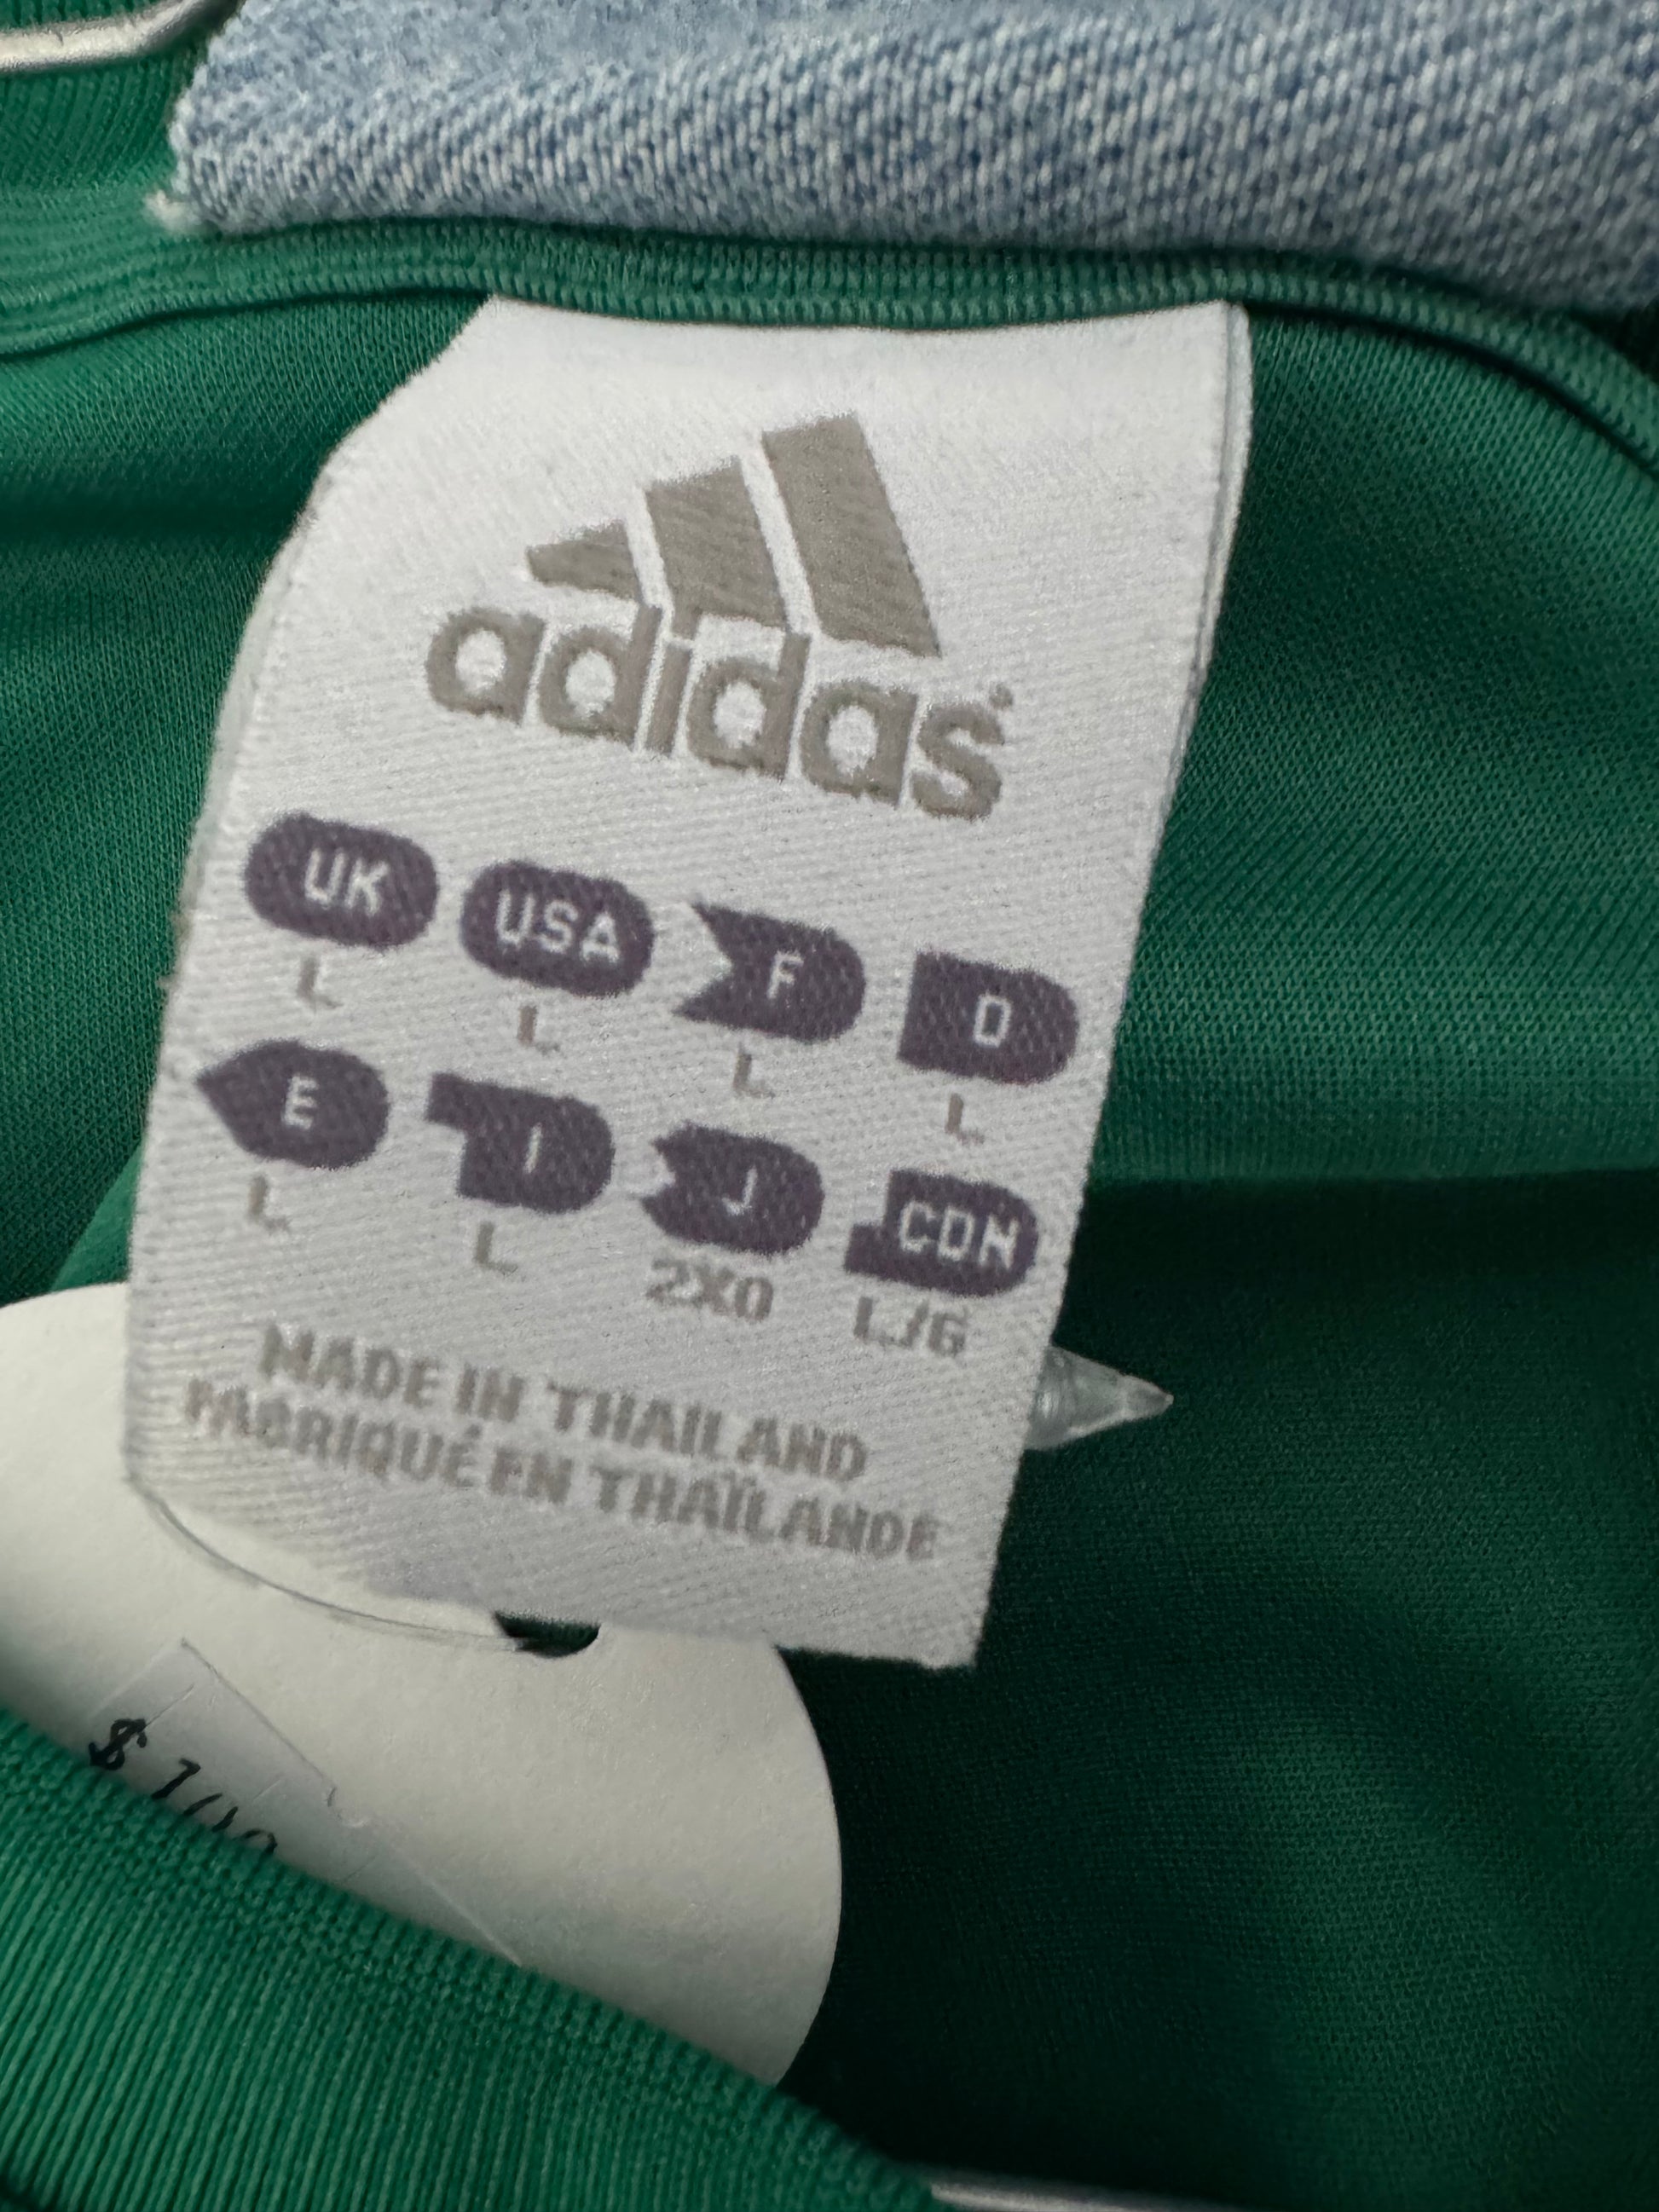 adidas
UK USA F D
L L L L
E I J CDN
L L 2XO L/G
MADE IN THAILAND
FABRIQUÉ EN THAÏLANDE
$